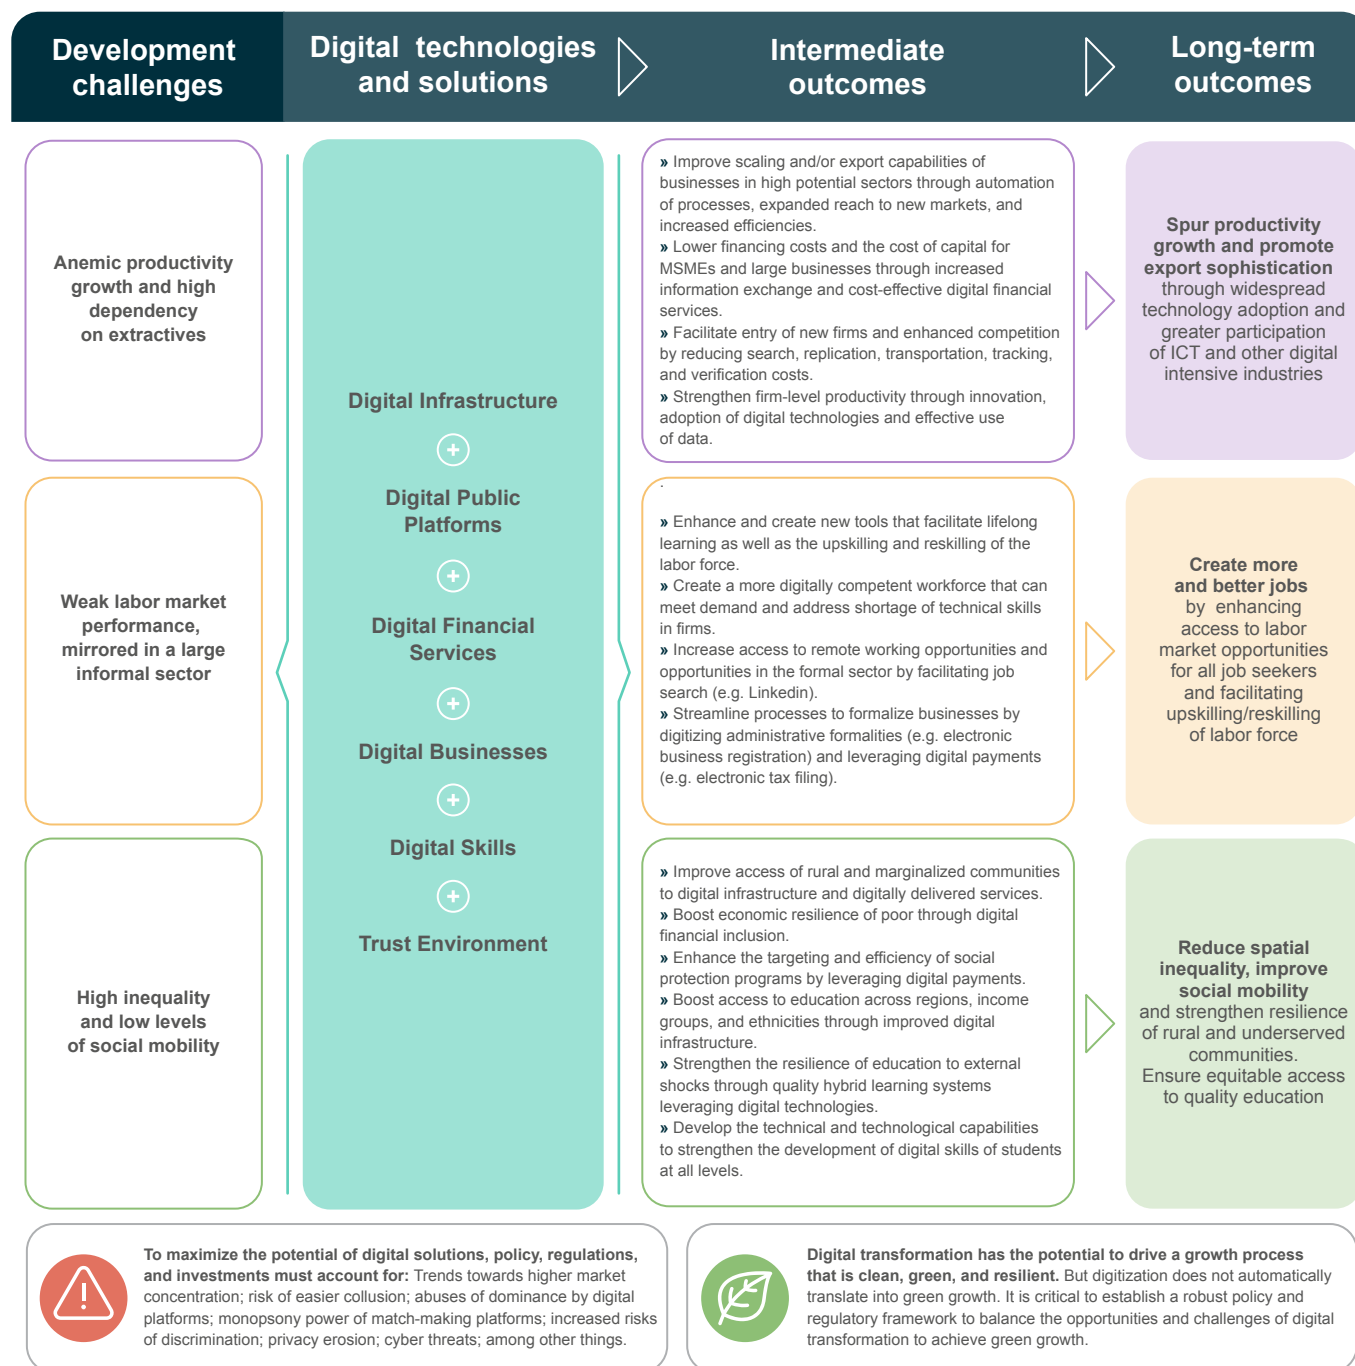 Development
challenges
Digital technologies
and solutions
Intermediate
outcomes
Long-term
outcomes
Anemic productivity
growth and high
dependency
on extractives
Weak labor market
performance,
mirrored in a large
informal sector
High inequality
and low levels
of social mobility
Digital Infrastructure
+
Digital Public
Platforms
+
Digital Financial
Services
+
Digital Businesses
+
Digital Skills
+
Trust Environment
» Improve scaling and/or export capabilities of
businesses in high potential sectors through automation
of processes, expanded reach to new markets, and
increased efficiencies.
» Lower financing costs and the cost of capital for
MSMEs and large businesses through increased
information exchange and cost-effective digital financial
services.
» Facilitate entry of new firms and enhanced competition
by reducing search, replication, transportation, tracking,
and verification costs.
» Strengthen firm-level productivity through innovation,
adoption of digital technologies and effective use
of data.
.
» Enhance and create new tools that facilitate lifelong
learning as well as the upskilling and reskilling of the
labor force.
» Create a more digitally competent workforce that can
meet demand and address shortage of technical skills
in firms.
» Increase access to remote working opportunities and
opportunities in the formal sector by facilitating job
search (e.g. Linkedin).
» Streamline processes to formalize businesses by
digitizing administrative formalities (e.g. electronic
business registration) and leveraging digital payments
(e.g. electronic tax filing).
» Improve access of rural and marginalized communities
to digital infrastructure and digitally delivered services.
» Boost economic resilience of poor through digital
financial inclusion.
» Enhance the targeting and efficiency of social
protection programs by leveraging digital payments.
» Boost access to education across regions, income
groups, and ethnicities through improved digital
infrastructure.
» Strengthen the resilience of education to external
shocks through quality hybrid learning systems
leveraging digital technologies.
» Develop the technical and technological capabilities
to strengthen the development of digital skills of students
at all levels.
Spur productivity
growth and promote
export sophistication
through widespread
technology adoption and
greater participation
of ICT and other digital
intensive industries
Create more
and better jobs
by enhancing
access to labor
market opportunities
for all job seekers
and facilitating
upskilling/reskilling
of labor force
Reduce spatial
inequality, improve
social mobility
and strengthen resilience
of rural and underserved
communities.
Ensure equitable access
to quality education
To maximize the potential of digital solutions, policy, regulations,
and investments must account for: Trends towards higher market
concentration; risk of easier collusion; abuses of dominance by digital
platforms; monopsony power of match-making platforms; increased risks
of discrimination; privacy erosion; cyber threats; among other things.
Digital transformation has the potential to drive a growth process
that is clean, green, and resilient. But digitization does not automatically
translate into green growth. It is critical to establish a robust policy and
regulatory framework to balance the opportunities and challenges of digital
transformation to achieve green growth.